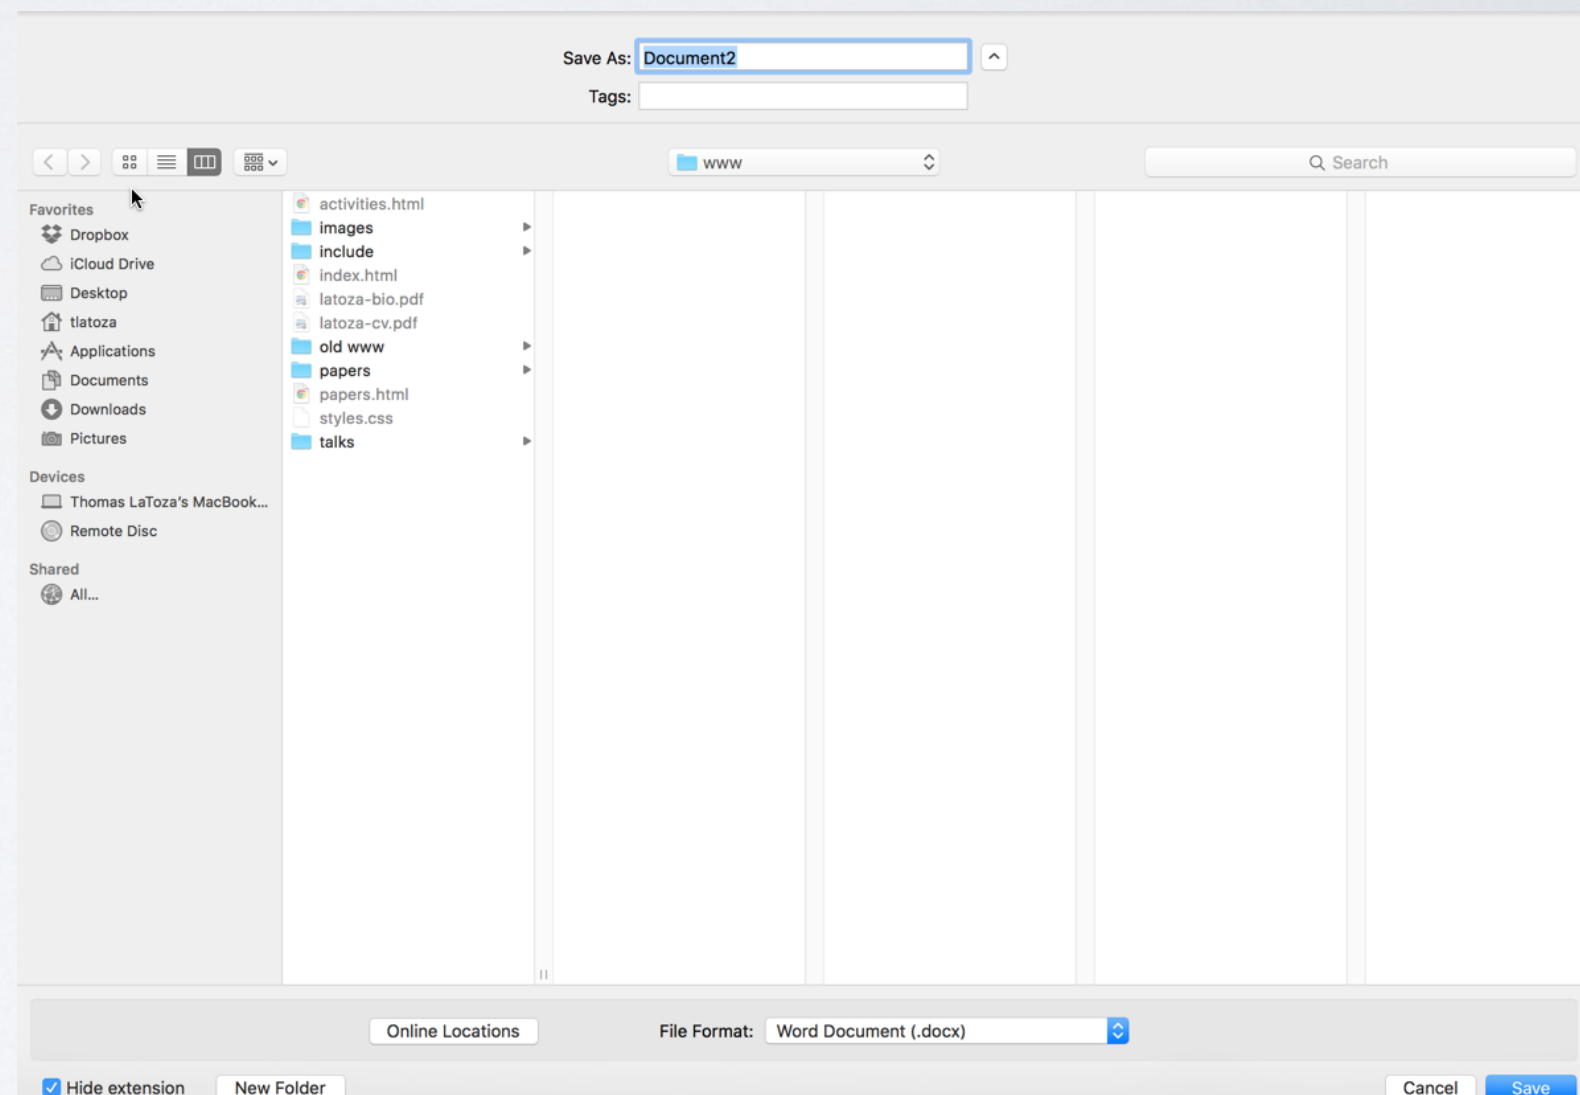 Save As: Document2
Tags:
www
Search
Favorites
Dropbox
iCloud Drive
Desktop
tlatoza
Applications
Documents
Downloads
Pictures
Devices
Thomas LaToza's MacBook...
Remote Disc
Shared
All...
activities.html
images
include
index.html
latoza-bio.pdf
latoza-cv.pdf
old www
papers
papers.html
styles.css
talks
Online Locations
File Format: Word Document (.docx)
Hide extension
New Folder
Cancel
Save